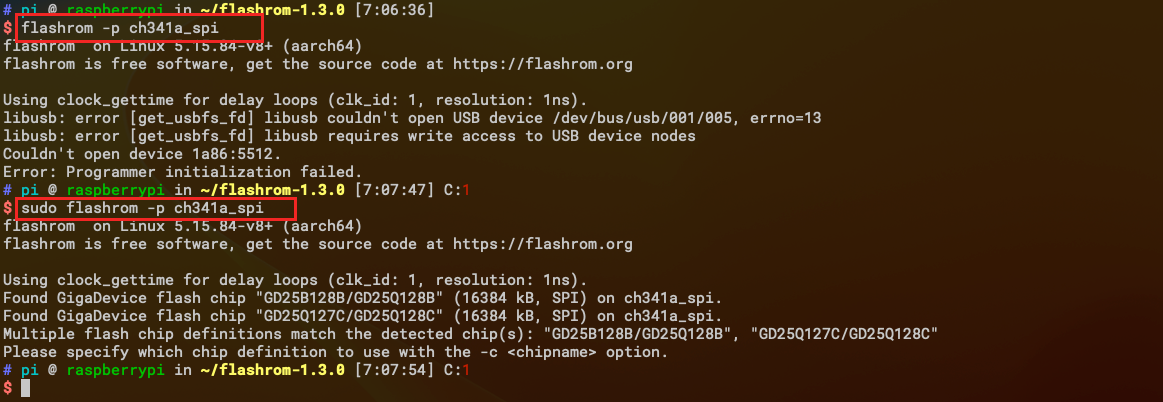 # pi @ raspberrypi in ~/flashrom-1.3.0 [7:06:36]
$ flashrom -p ch341a_spi
flashrom  on Linux 5.15.84-v8+ (aarch64)
flashrom is free software, get the source code at https://flashrom.org

Using clock_gettime for delay loops (clk_id: 1, resolution: 1ns).
libusb: error [get_usbfs_fd] libusb couldn't open USB device /dev/bus/usb/001/005, errno=13
libusb: error [get_usbfs_fd] libusb requires write access to USB device nodes
Couldn't open device 1a86:5512.
Error: Programmer initialization failed.
# pi @ raspberrypi in ~/flashrom-1.3.0 [7:07:47] C:1
$ sudo flashrom -p ch341a_spi
flashrom  on Linux 5.15.84-v8+ (aarch64)
flashrom is free software, get the source code at https://flashrom.org

Using clock_gettime for delay loops (clk_id: 1, resolution: 1ns).
Found GigaDevice flash chip "GD25B128B/GD25Q128B" (16384 kB, SPI) on ch341a_spi.
Found GigaDevice flash chip "GD25Q127C/GD25Q128C" (16384 kB, SPI) on ch341a_spi.
Multiple flash chip definitions match the detected chip(s): "GD25B128B/GD25Q128B", "GD25Q127C/GD25Q128C"
Please specify which chip definition to use with the -c <chipname> option.
# pi @ raspberrypi in ~/flashrom-1.3.0 [7:07:54] C:1
$